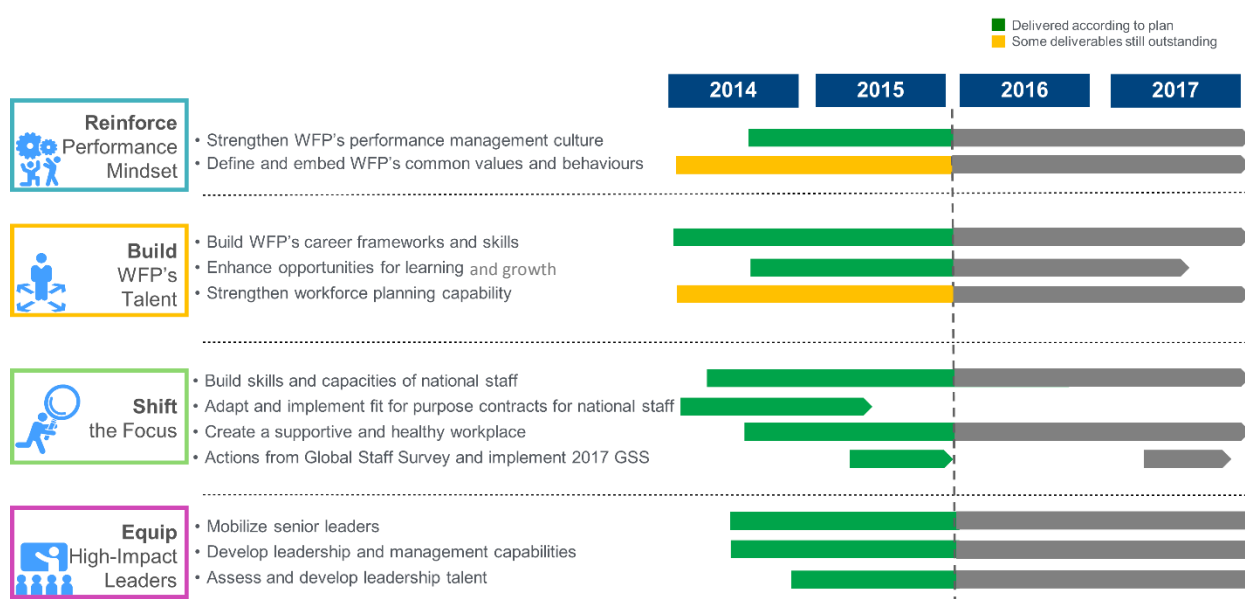 Delivered according to plan
Some deliverables still outstanding
2014
2015
2016
2017
Reinforce
Performance
Mindset
• Strengthen WFP's performance management culture
• Define and embed WFP's common values and behaviours
Build
WFP's
Talent
• Build WFP's career frameworks and skills
• Enhance opportunities for learning and growth
• Strengthen workforce planning capability
Shift
the Focus
• Build skills and capacities of national staff
• Adapt and implement fit for purpose contracts for national staff
• Create a supportive and healthy workplace
• Actions from Global Staff Survey and implement 2017 GSS
Equip
High-Impact
Leaders
• Mobilize senior leaders
• Develop leadership and management capabilities
• Assess and develop leadership talent